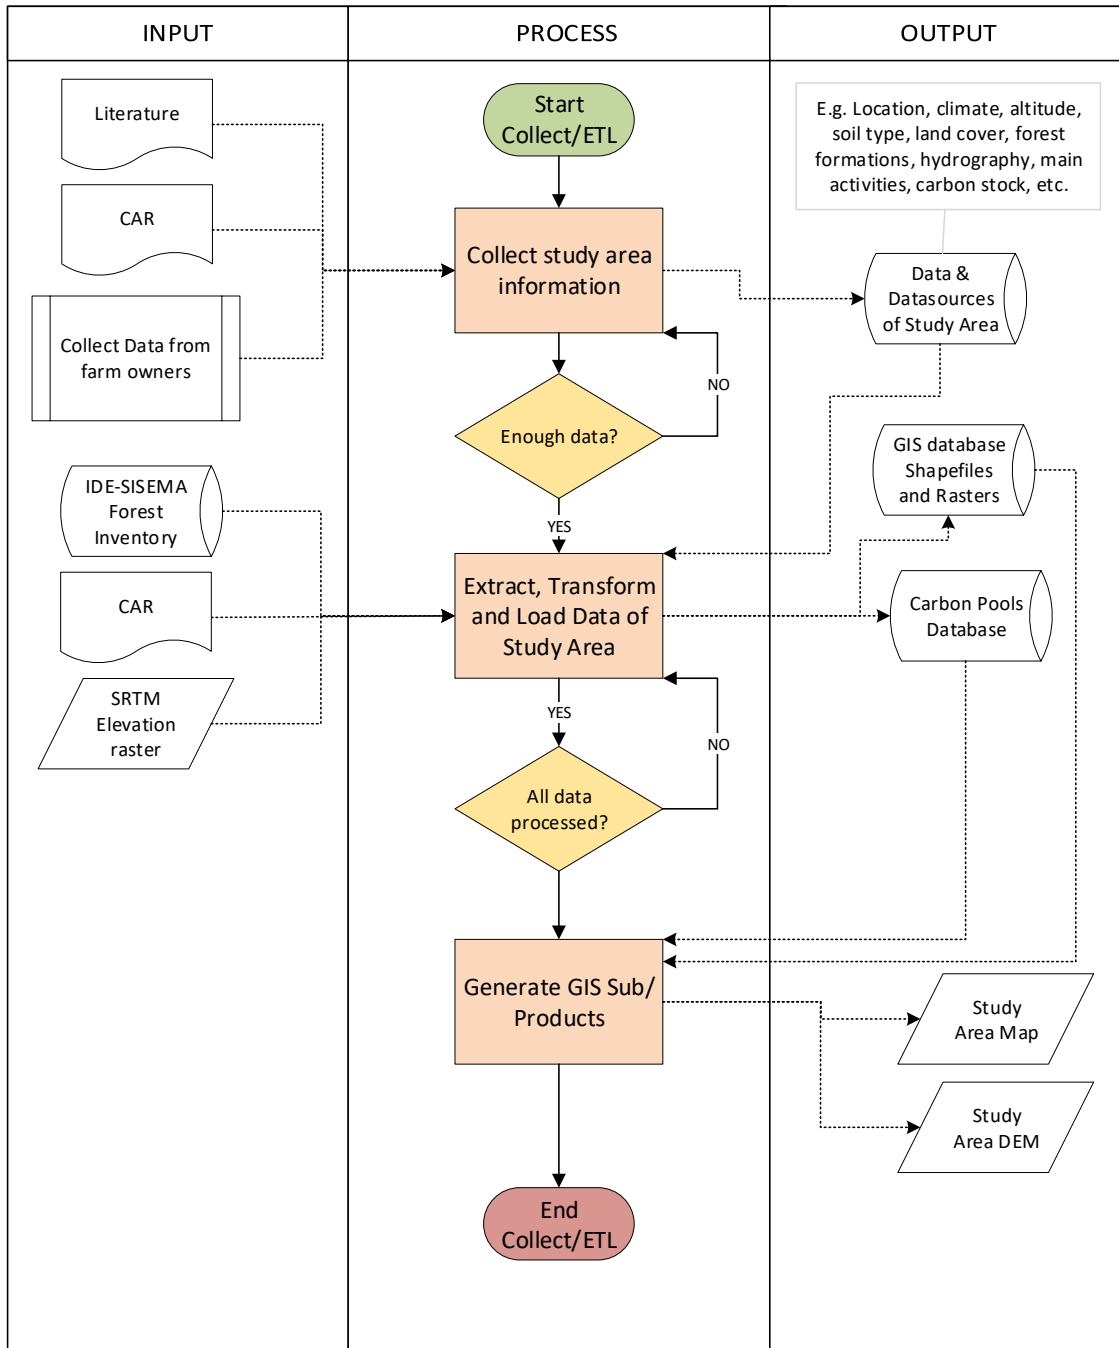 INPUT
PROCESS
OUTPUT
Literature
CAR
Collect Data from
farm owners
IDE-SISEMA
Forest
Inventory
CAR
SRTM
Elevation
raster
Start
Collect/ETL
Collect study area
information
NO
Enough data?
YES
Extract, Transform
and Load Data of
Study Area
YES
NO
All data
processed?
Generate GIS Sub/
Products
End
Collect/ETL
E.g. Location, climate, altitude,
soil type, land cover, forest
formations, hydrography, main
activities, carbon stock, etc.
Data &
Datasources
of Study Area
GIS database
Shapefiles
and Rasters
Carbon Pools
Database
Study
Area Map
Study
Area DEM